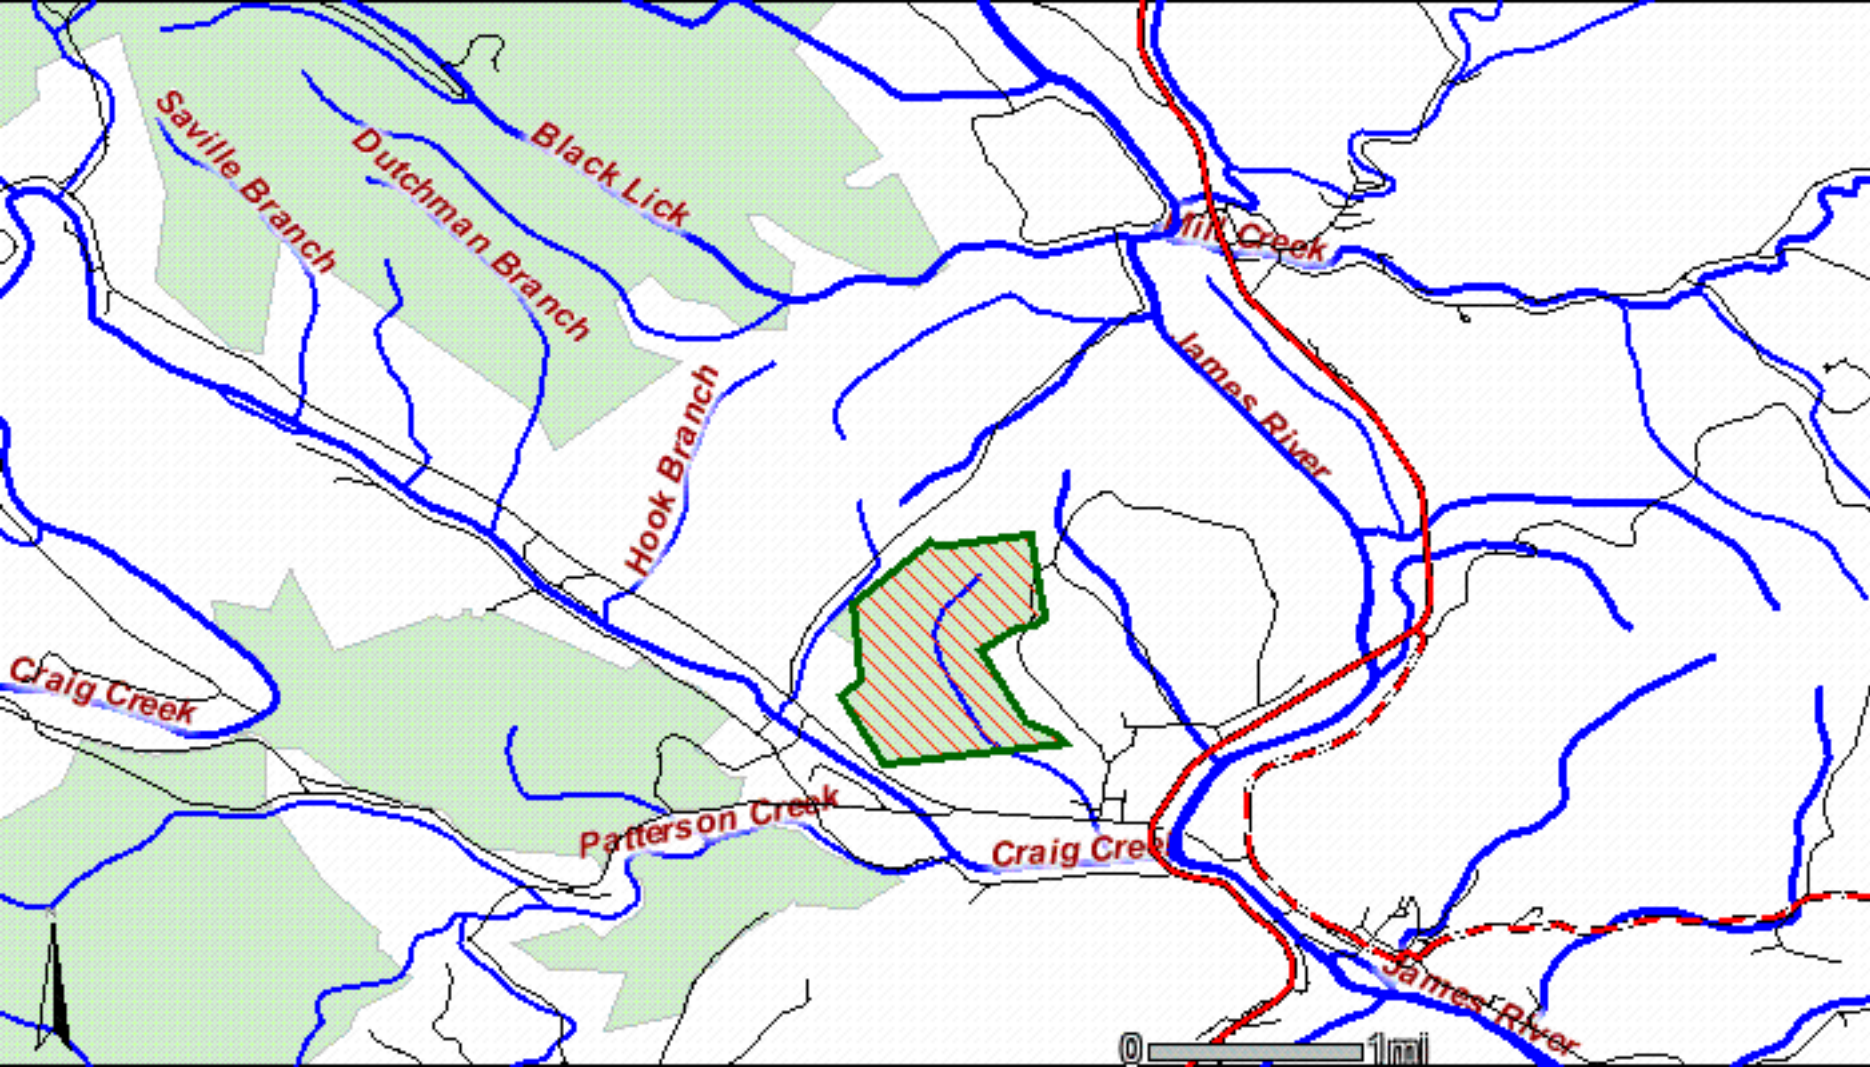 Saville Branch
Dutchman Branch
Black Lick
Mill Creek
James River
Hook Branch
Craig Creek
Patterson Creek
Craig Creek
James River
0 1mi